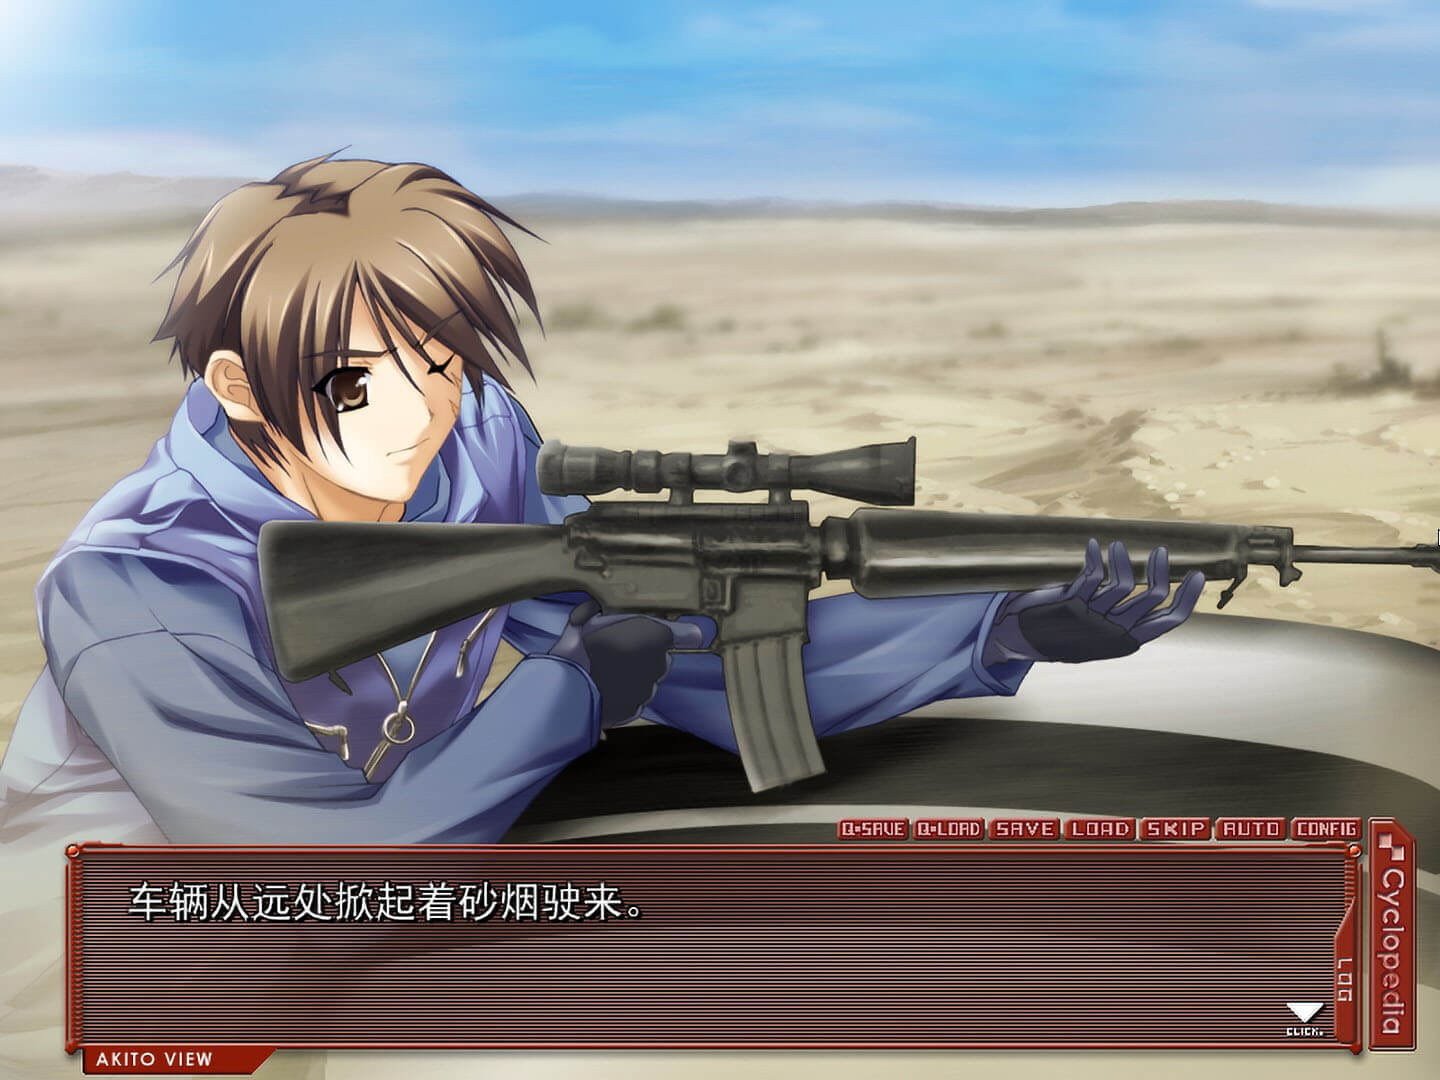 Q-SAVE Q-LOAD SAVE LOAD SKIP AUTO CONFIG
车辆从远处掀起着砂烟驶来。
LOG
Cyclopedia
CLICK.
AKITO VIEW